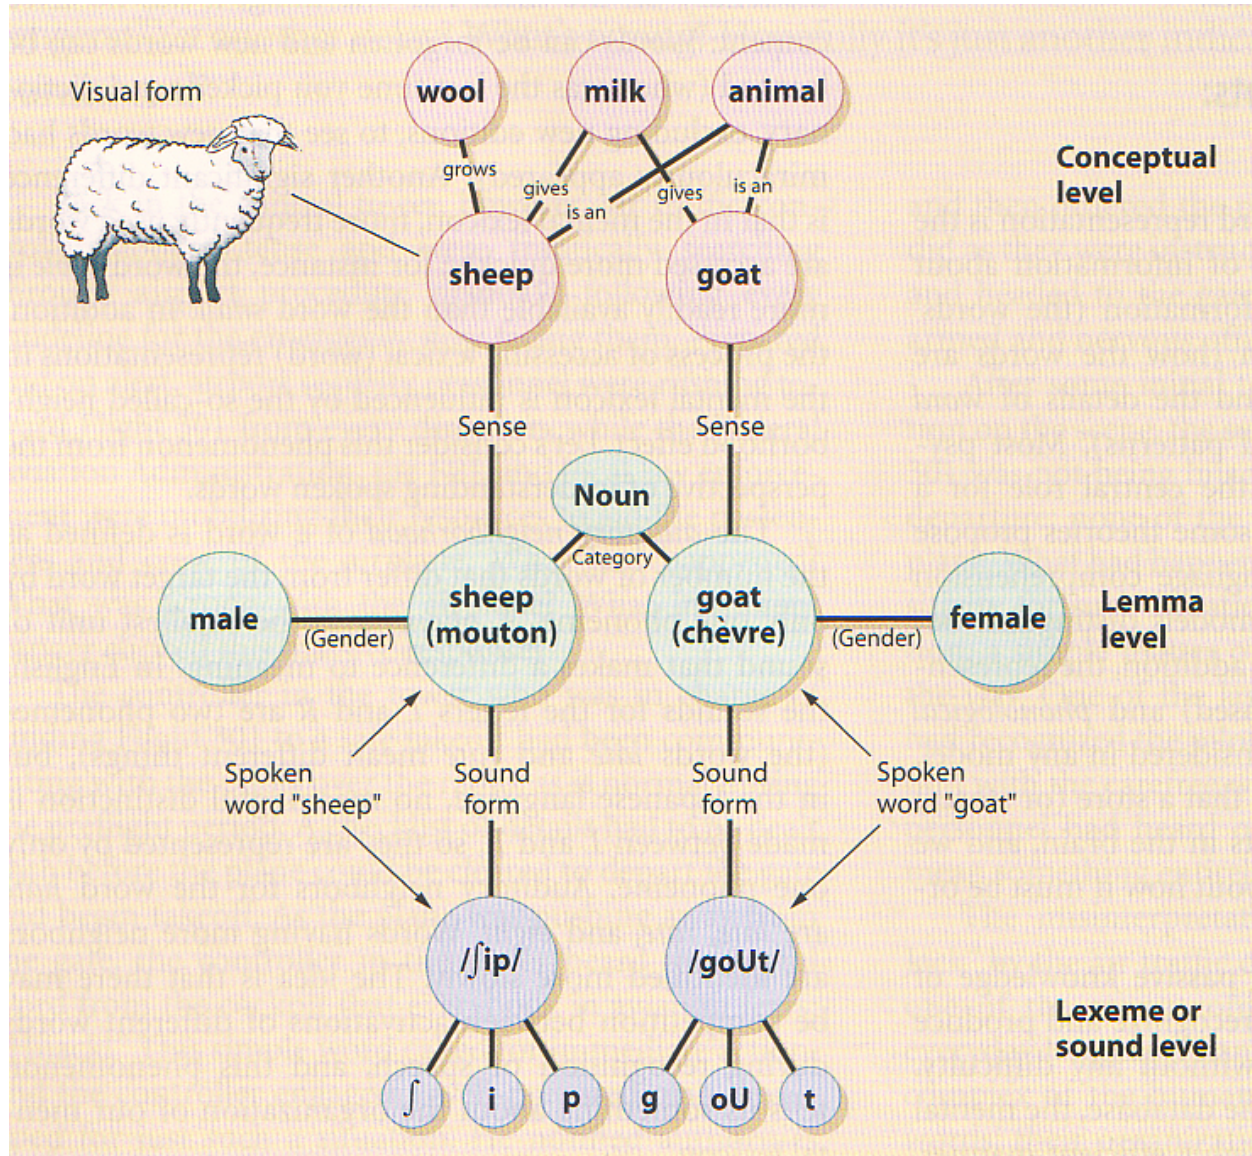 Visual form
wool
milk
animal
grows
gives
is an
gives
is an
Conceptual
level
sheep
goat
Sense
Sense
Noun
Category
male
(Gender)
sheep
(mouton)
goat
(chèvre)
(Gender)
female
Lemma
level
Spoken
word "sheep"
Sound
form
Sound
form
Spoken
word "goat"
/ʃip/
/goUt/
Lexeme or
sound level
ʃ
i
p
g
oU
t